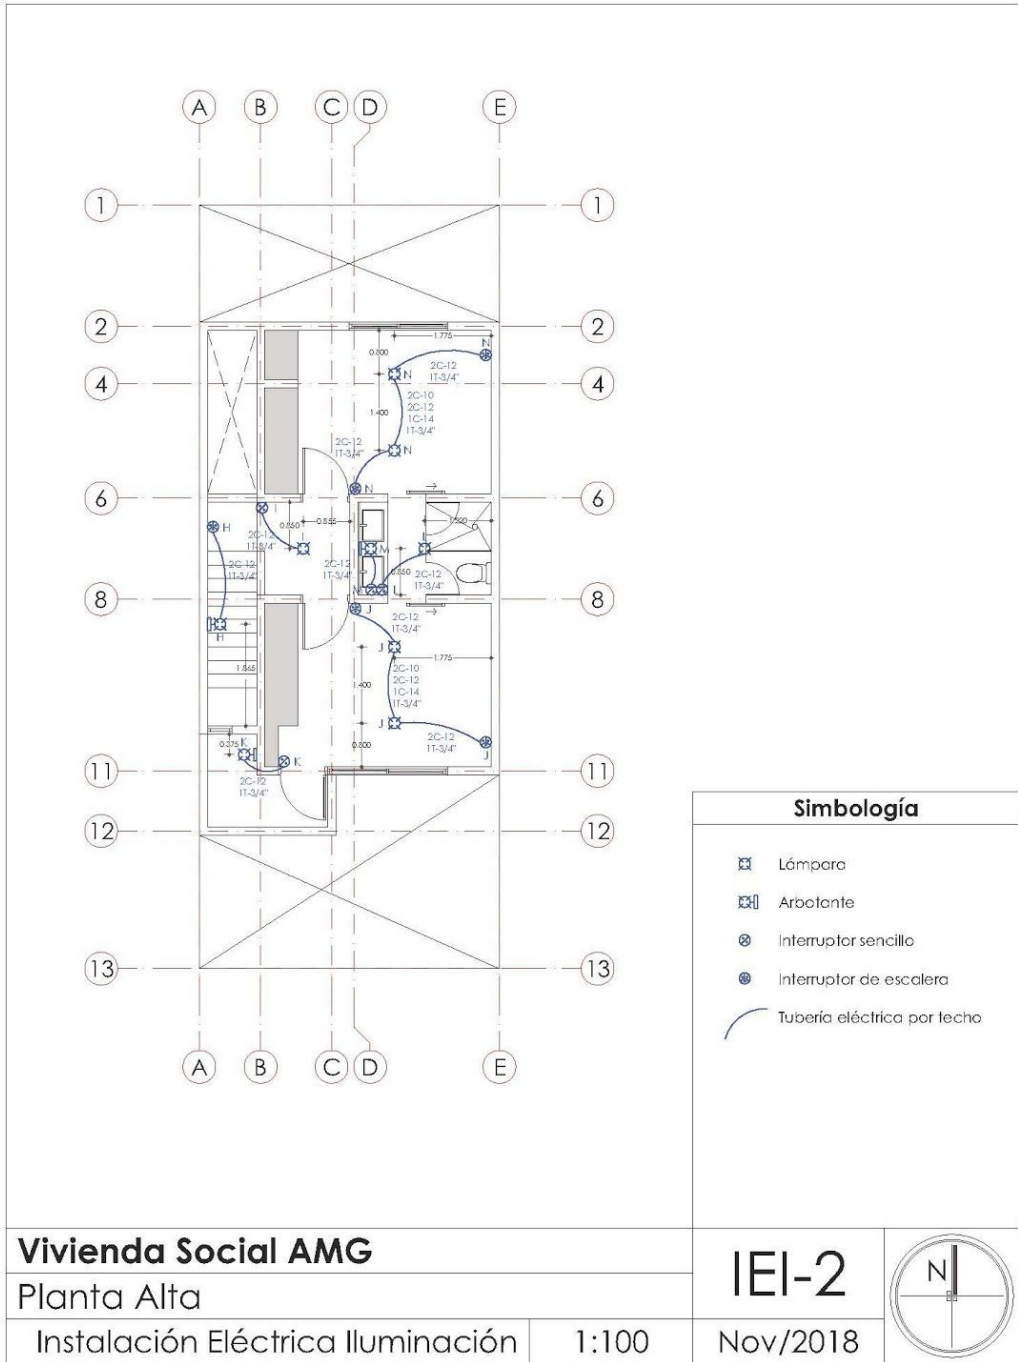 A B C D E
1 1
2 2
1.775
N
0.800
2C-12
1T-3/4"
N
4 4
2C-10
2C-12
1C-14
1T-3/4"
1.400
2C-12
1T-3/4"
N
6 6
N
I
H
0.850
0.855
2C-12
1T-3/4"
L
M
2C-12
1T-3/4"
2C-12
1T-3/4"
0.850
2C-12
1T-3/4"
M
L
8 8
J
2C-12
1T-3/4"
H
J
1.775
2C-10
2C-12
1C-14
1T-3/4"
1.400
J
2C-12
1T-3/4"
J
0.375
K
K
0.800
2C-12
1T-3/4"
11 11
12 12
13 13
A B C D E
Simbología
Lámpara
Arbotante
Interruptor sencillo
Interruptor de escalera
Tubería eléctrica por techo
Vivienda Social AMG
Planta Alta
Instalación Eléctrica Iluminación
1:100
IEI-2
Nov/2018
N